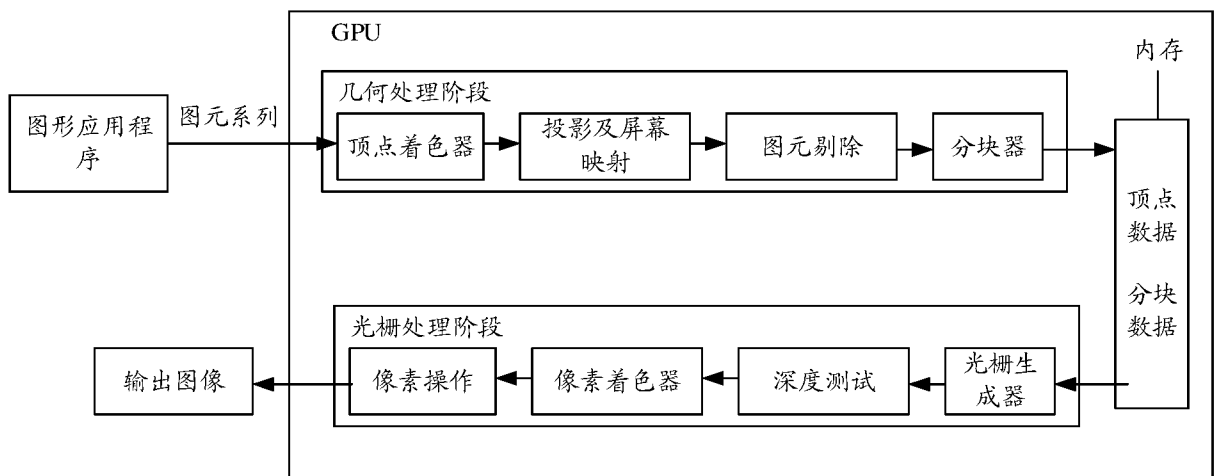 GPU
内存
几何处理阶段
图形应用程
序
图元系列
顶点着色器
投影及屏幕
映射
图元剔除
分块器
顶点
数据
分块
数据
光栅处理阶段
输出图像
像素操作
像素着色器
深度测试
光栅生
成器